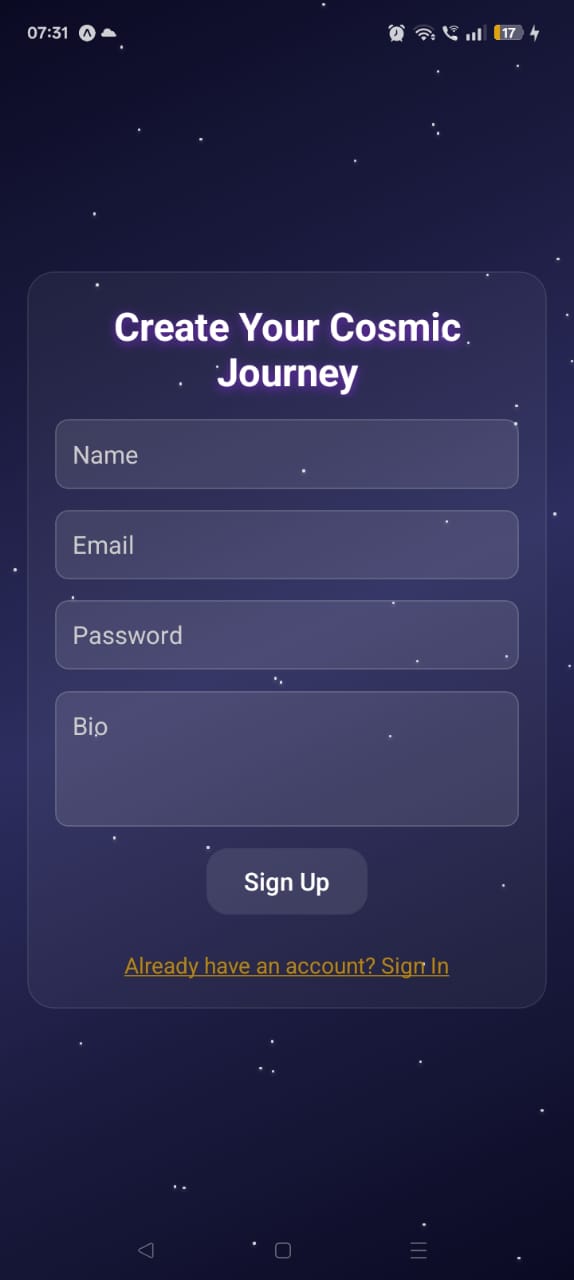 07:31
17
Create Your Cosmic
Journey
Name
Email
Password
Bio
Sign Up
Already have an account? Sign In